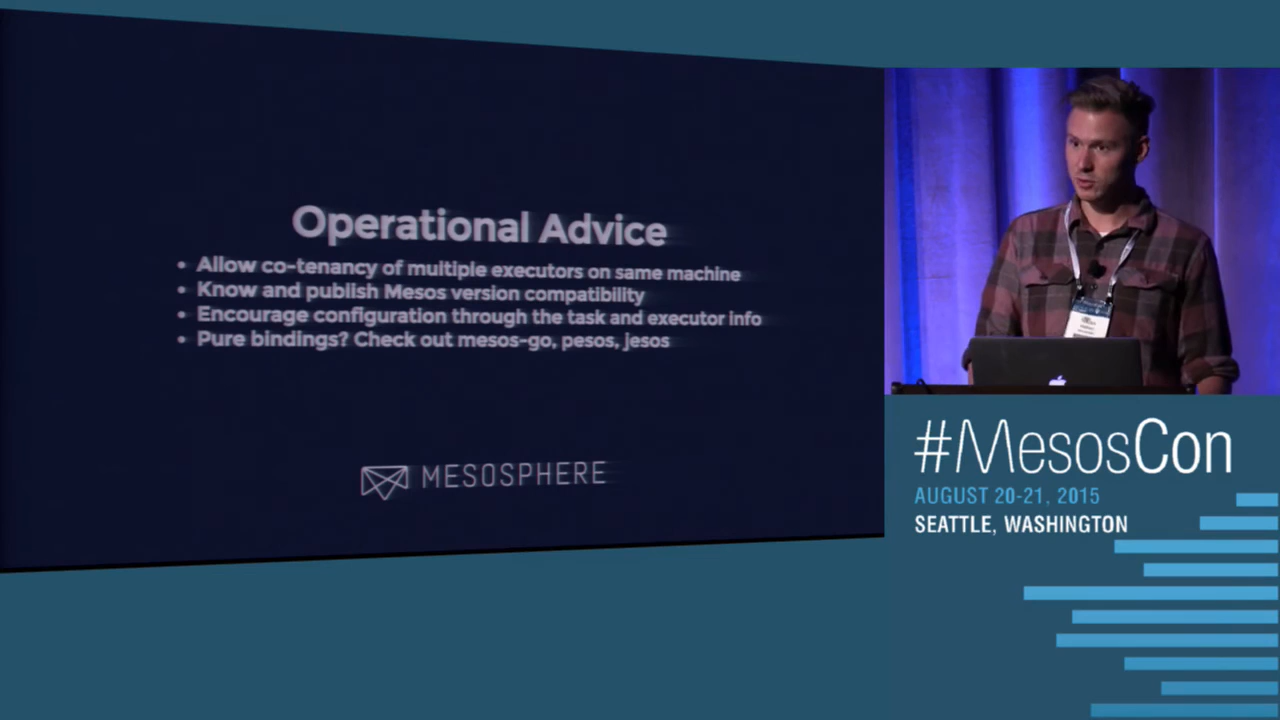 Operational Advice
• Allow co-tenancy of multiple executors on same machine
• Know and publish Mesos version compatibility
• Encourage configuration through the task and executor info
• Pure bindings? Check out mesos-go, pesos, jesos
MESOSPHERE
#MesosCon
AUGUST 20-21, 2015
SEATTLE, WASHINGTON